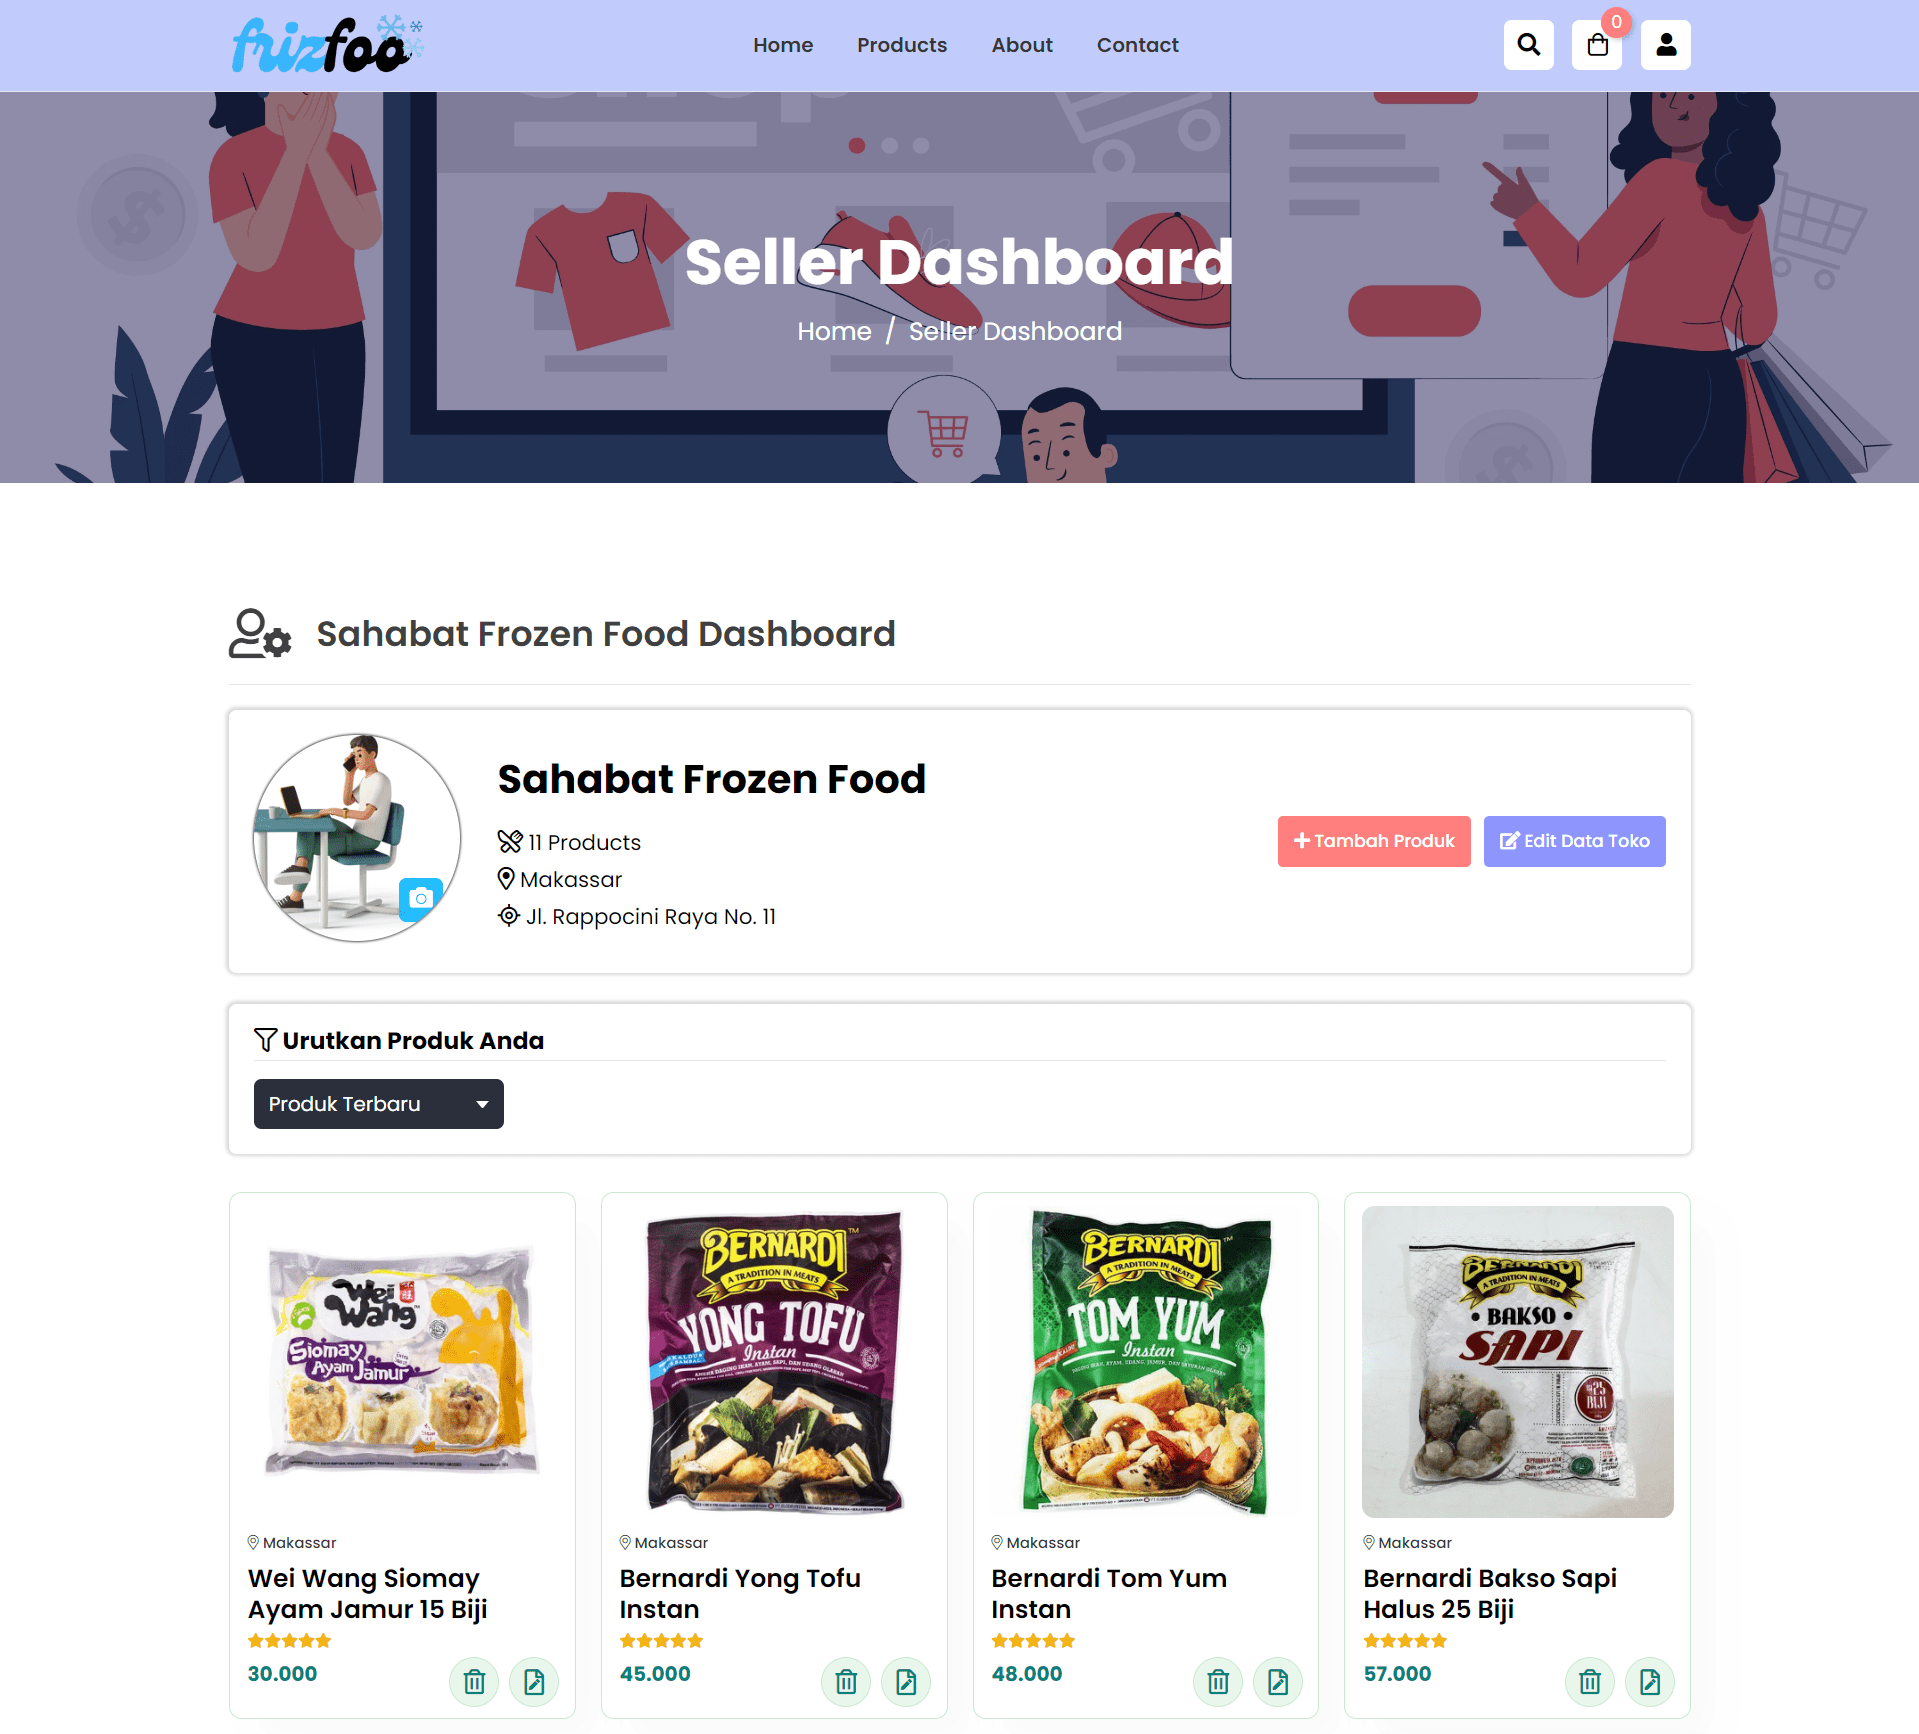 frizfoo
Home Products About Contact
0
Seller Dashboard
Home / Seller Dashboard
Sahabat Frozen Food Dashboard
Sahabat Frozen Food
11 Products
Makassar
Jl. Rappocini Raya No. 11
Tambah Produk Edit Data Toko
Urutkan Produk Anda
Produk Terbaru
Wei
Wang
Siomay
Ayam Jamur
BERNARDI
A TRADITION IN MEATS
YONG TOFU
Instan
BERNARDI
A TRADITION IN MEATS
TOM YUM
Instan
BERNARDI
A TRADITION IN MEATS
BAKSO
SAPI
25
BIJI
Makassar
Wei Wang Siomay
Ayam Jamur 15 Biji
30.000
Makassar
Bernardi Yong Tofu
Instan
45.000
Makassar
Bernardi Tom Yum
Instan
48.000
Makassar
Bernardi Bakso Sapi
Halus 25 Biji
57.000